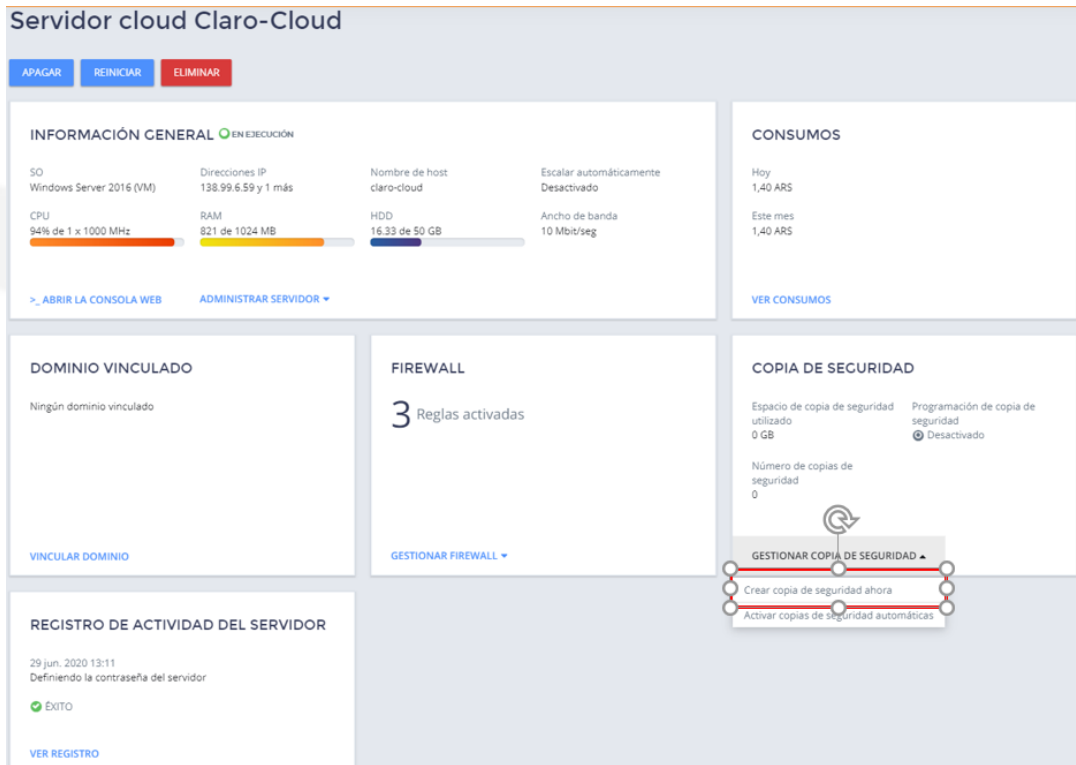 Servidor cloud Claro-Cloud
APAGAR
REINICIAR
ELIMINAR
INFORMACIÓN GENERAL
EN EJECUCIÓN
SO
Windows Server 2016 (VM)
Direcciones IP
138.99.6.59 y 1 más
Nombre de host
claro-cloud
Escalar automáticamente
Desactivado
CPU
94% de 1 x 1000 MHz
RAM
821 de 1024 MB
HDD
16.33 de 50 GB
Ancho de banda
10 Mbit/seg
>_ ABRIR LA CONSOLA WEB
ADMINISTRAR SERVIDOR
CONSUMOS
Hoy
1,40 ARS
Este mes
1,40 ARS
VER CONSUMOS
DOMINIO VINCULADO
Ningún dominio vinculado
VINCULAR DOMINIO
FIREWALL
3 Reglas activadas
GESTIONAR FIREWALL
COPIA DE SEGURIDAD
Espacio de copia de seguridad
utilizado
0 GB
Programación de copia de
seguridad
Desactivado
Número de copias de
seguridad
0
GESTIONAR COPIA DE SEGURIDAD
Crear copia de seguridad ahora
Activar copias de seguridad automáticas
REGISTRO DE ACTIVIDAD DEL SERVIDOR
29 jun. 2020 13:11
Definiendo la contraseña del servidor
ÉXITO
VER REGISTRO